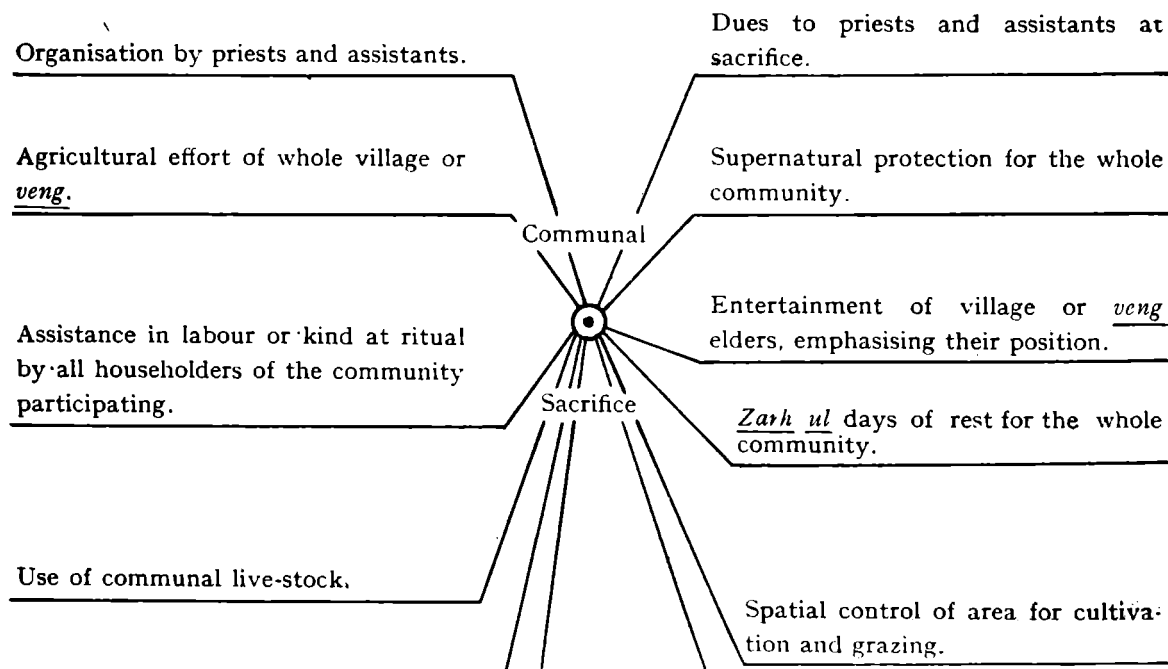 Organisation by priests and assistants.
Agricultural effort of whole village or
veng.
Assistance in labour or kind at ritual
by all householders of the community
participating.
Use of communal live-stock.
Communal
Sacrifice
Dues to priests and assistants at
sacrifice.
Supernatural protection for the whole
community.
Entertainment of village or veng
elders, emphasising their position.
Zarh ul days of rest for the whole
community.
Spatial control of area for cultiva-
tion and grazing.